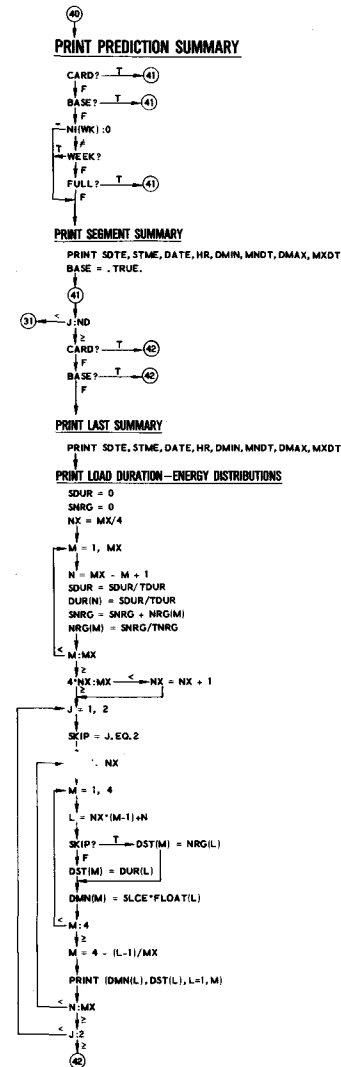 40
PRINT PREDICTION SUMMARY
CARD? T 41
F
BASE? T 41
F
NI(WK) :0
= ≠
T WEEK?
F
FULL? T 41
F
PRINT SEGMENT SUMMARY
PRINT SDTE, STME, DATE, HR, DMIN, MNDT, DMAX, MXDT
BASE = .TRUE.
41
31 < J:ND
≥
CARD? T 42
F
BASE? T 42
F
PRINT LAST SUMMARY
PRINT SDTE, STME, DATE, HR, DMIN, MNDT, DMAX, MXDT
PRINT LOAD DURATION—ENERGY DISTRIBUTIONS
SDUR = 0
SNRG = 0
NX = MX/4
M = 1, MX
N = MX - M + 1
SDUR = SDUR/TDUR
DUR(N) = SDUR/TDUR
SNRG = SNRG + NRG(M)
NRG(M) = SNRG/TNRG
< M:MX
≥
4*NX:MX < NX = NX + 1
≥
J = 1, 2
SKIP = J.EQ.2
NX
M = 1, 4
L = NX*(M-1)+N
SKIP? T DST(M) = NRG(L)
F
DST(M) = DUR(L)
DMN(M) = SLCE*FLOAT(L)
< M:4
≥
M = 4 - (L-1)/MX
PRINT (DMN(L), DST(L), L=1, M)
< N:MX
≥
< J:2
≥
42